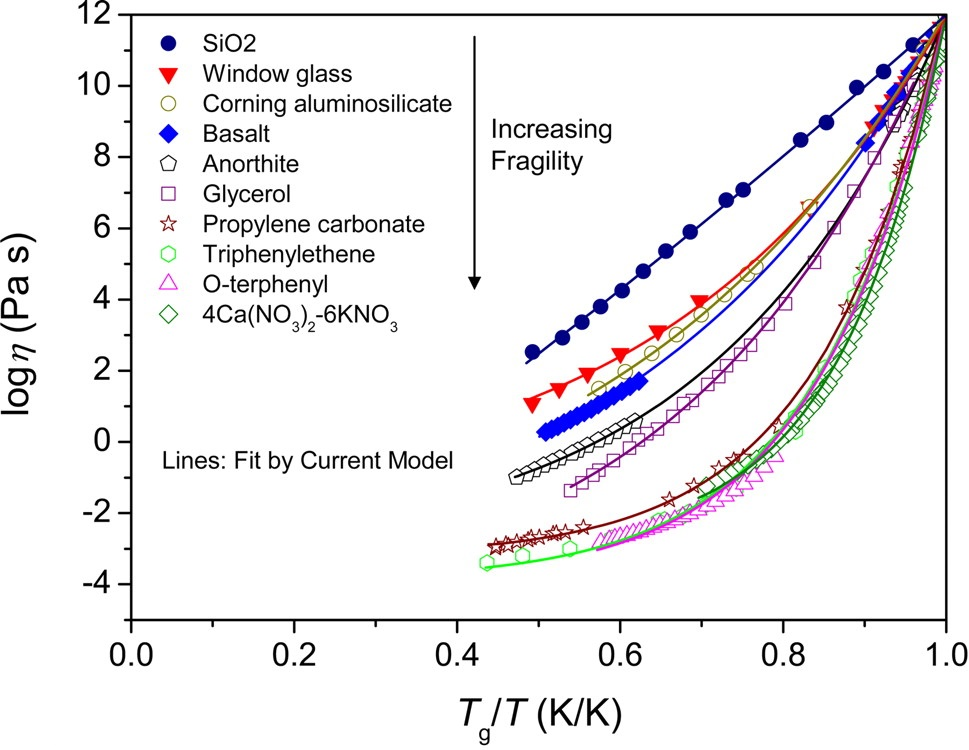 12
10
8
6
4
2
0
-2
-4
logη (Pa s)
SiO2
Window glass
Corning aluminosilicate
Basalt
Anorthite
Glycerol
Propylene carbonate
Triphenylethene
O-terphenyl
4Ca(NO₃)₂-6KNO₃
Increasing
Fragility
Lines: Fit by Current Model
0.0 0.2 0.4 0.6 0.8 1.0
Tg/T (K/K)